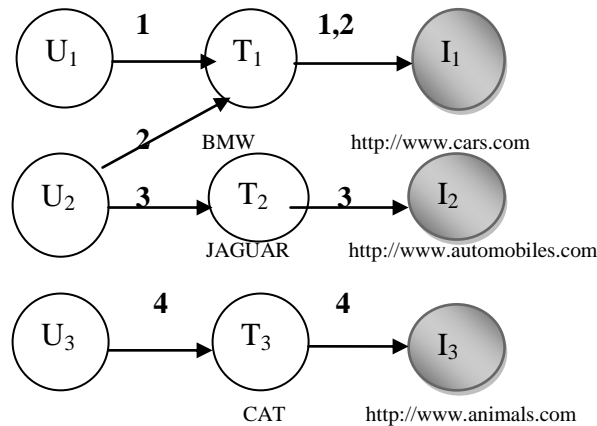 1 1,2
U₁ T₁ I₁
2 BMW http://www.cars.com
U₂ 3 T₂ 3 I₂
JAGUAR http://www.automobiles.com
4 4
U₃ T₃ I₃
CAT http://www.animals.com